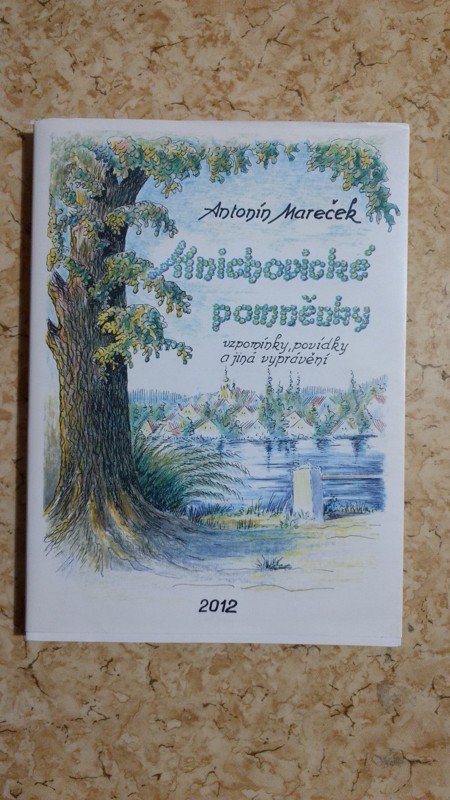 Antonín Mareček
Mnichovické
pomněnky
vzpomínky, povídky
a jiná vyprávění
2012